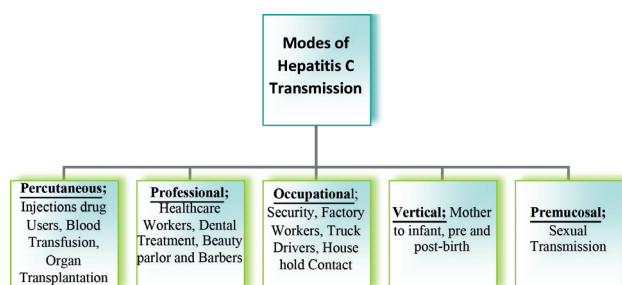 Modes of
Hepatitis C
Transmission
Percutaneous;
Injections drug
Users, Blood
Transfusion,
Organ
Transplantation
Professional;
Healthcare
Workers, Dental
Treatment, Beauty
parlor and Barbers
Occupational;
Security, Factory
Workers, Truck
Drivers, House
hold Contact
Vertical; Mother
to infant, pre and
post-birth
Premucosal;
Sexual
Transmission